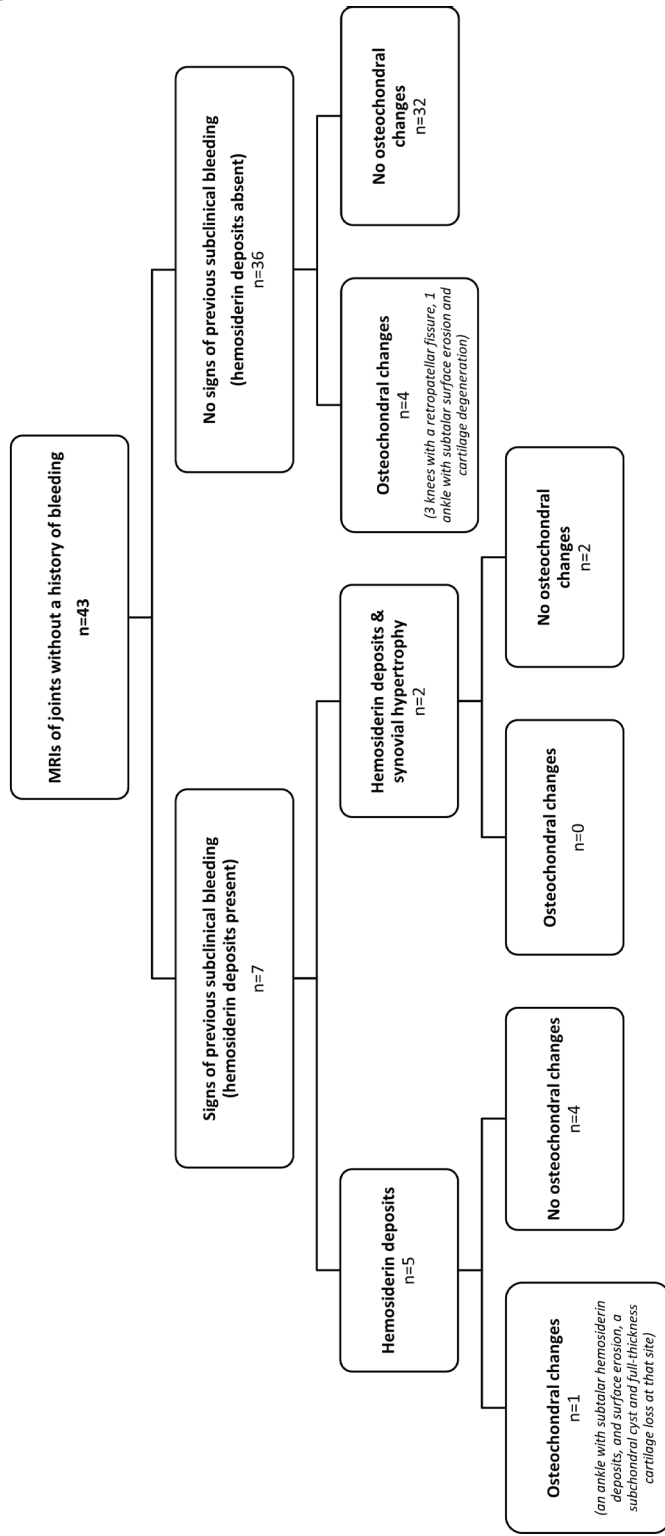 MRIs of joints without a history of bleeding
n=43
Signs of previous subclinical bleeding
(hemosiderin deposits present)
n=7
No signs of previous subclinical bleeding
(hemosiderin deposits absent)
n=36
Hemosiderin deposits
n=5
Hemosiderin deposits &
synovial hypertrophy
n=2
Osteochondral changes
n=4
(3 knees with a retropatellar fissure, 1
ankle with subtalar surface erosion and
cartilage degeneration)
No osteochondral
changes
n=32
Osteochondral changes
n=1
(an ankle with subtalar hemosiderin
deposits, and surface erosion, a
subchondral cyst and full-thickness
cartilage loss at that site)
No osteochondral changes
n=4
Osteochondral changes
n=0
No osteochondral
changes
n=2